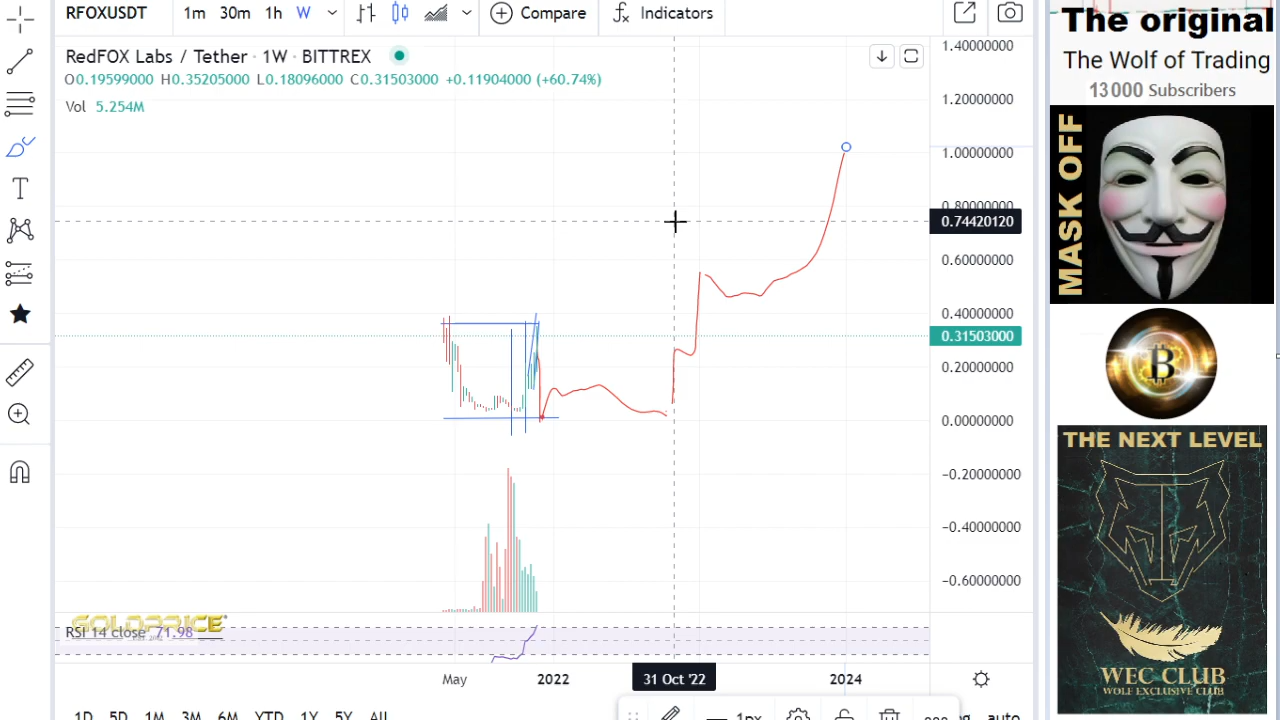 RFOXUSDT 1m 30m 1h W Compare Indicators
RedFOX Labs / Tether · 1W · BITTREX
O0.19599000 H0.35205000 L0.18096000 C0.31503000 +0.11904000 (+60.74%)
Vol 5.254M
1.40000000
1.20000000
1.00000000
0.80000000
0.74420120
0.60000000
0.40000000
0.31503000
0.20000000
0.00000000
−0.20000000
−0.40000000
−0.60000000
GOLDPRICE
RSI 14 close 71.98
May 2022 31 Oct '22 2024
1D 5D 1M 3M 6M YTD 1Y 5Y All
1px
auto
The original
The Wolf of Trading
13000 Subscribers
MASK OFF
THE NEXT LEVEL
WEC CLUB
WOLF EXCLUSIVE CLUB